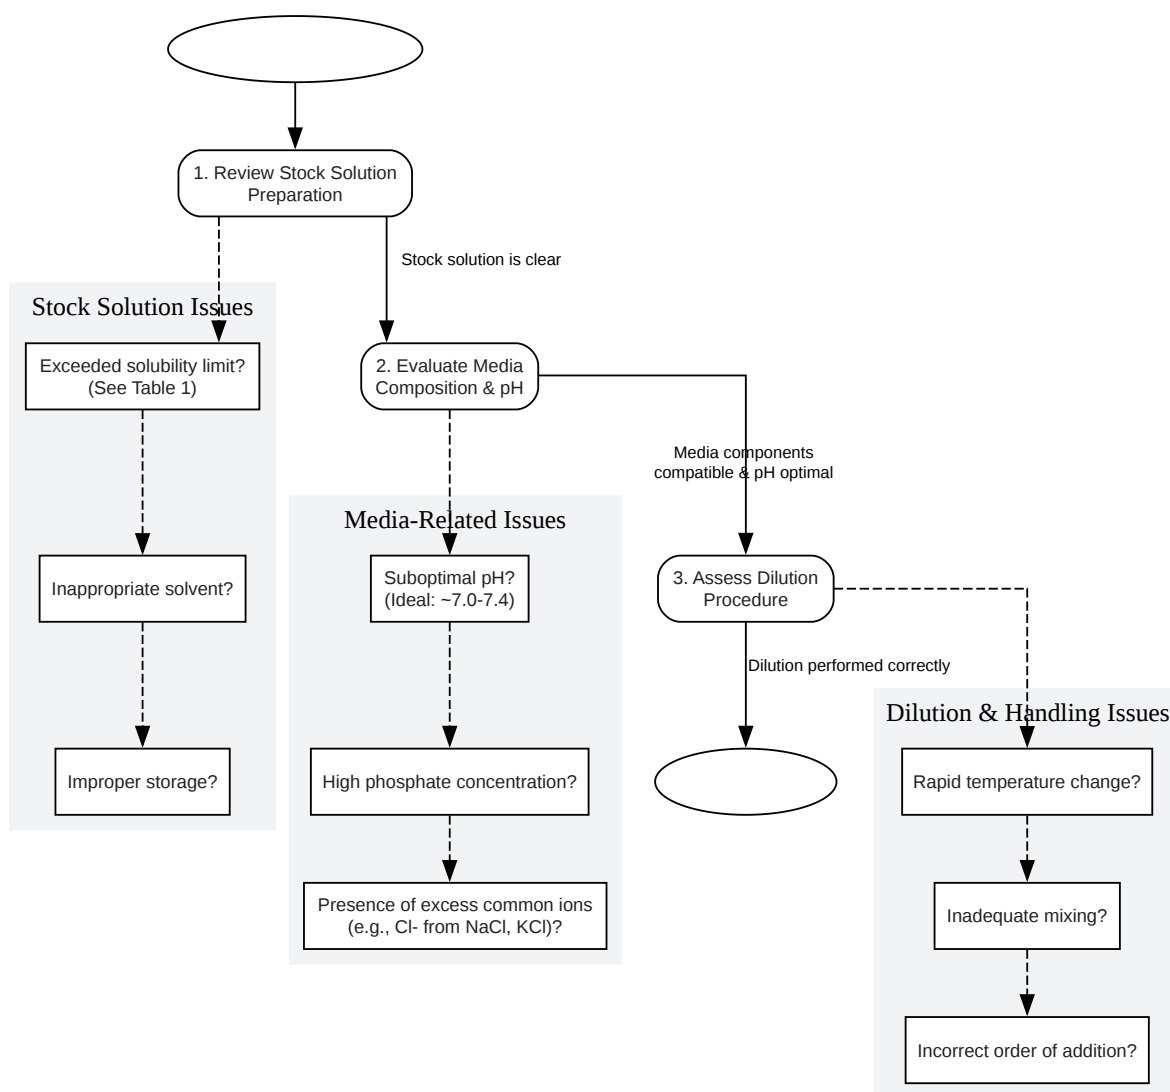 1. Review Stock Solution
Preparation
Stock solution is clear
Stock Solution Issues
Exceeded solubility limit?
(See Table 1)
2. Evaluate Media
Composition & pH
Media components
compatible & pH optimal
Media-Related Issues
Inappropriate solvent?
Suboptimal pH?
(Ideal: ~7.0-7.4)
3. Assess Dilution
Procedure
Dilution performed correctly
Dilution & Handling Issues
Improper storage?
High phosphate concentration?
Rapid temperature change?
Presence of excess common ions
(e.g., Cl- from NaCl, KCl)?
Inadequate mixing?
Incorrect order of addition?